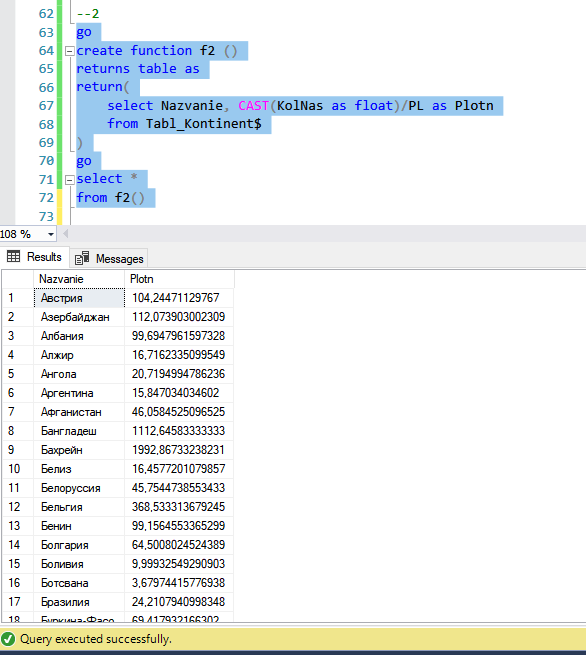 62 --2
63 go
64 create function f2 ()
65 returns table as
66 return(
67 select Nazvanie, CAST(KolNas as float)/PL as Plotn
68 from Tabl_Kontinent$
69 )
70 go
71 select *
72 from f2()
73
108 %
Results Messages
Nazvanie Plotn
1 Австрия 104,24471129767
2 Азербайджан 112,073903002309
3 Албания 99,6947961597328
4 Алжир 16,7162335099549
5 Ангола 20,7194994786236
6 Аргентина 15,847034034602
7 Афганистан 46,0584525096525
8 Бангладеш 1112,64583333333
9 Бахрейн 1992,86733238231
10 Белиз 16,4577201079857
11 Белоруссия 45,7544738553433
12 Бельгия 368,533313679245
13 Бенин 99,1564553365299
14 Болгария 64,5008024524389
15 Боливия 9,99932549290903
16 Ботсвана 3,67974415776938
17 Бразилия 24,2107940998348
18 Буркина-Фасо 69,417932166302
Query executed successfully.